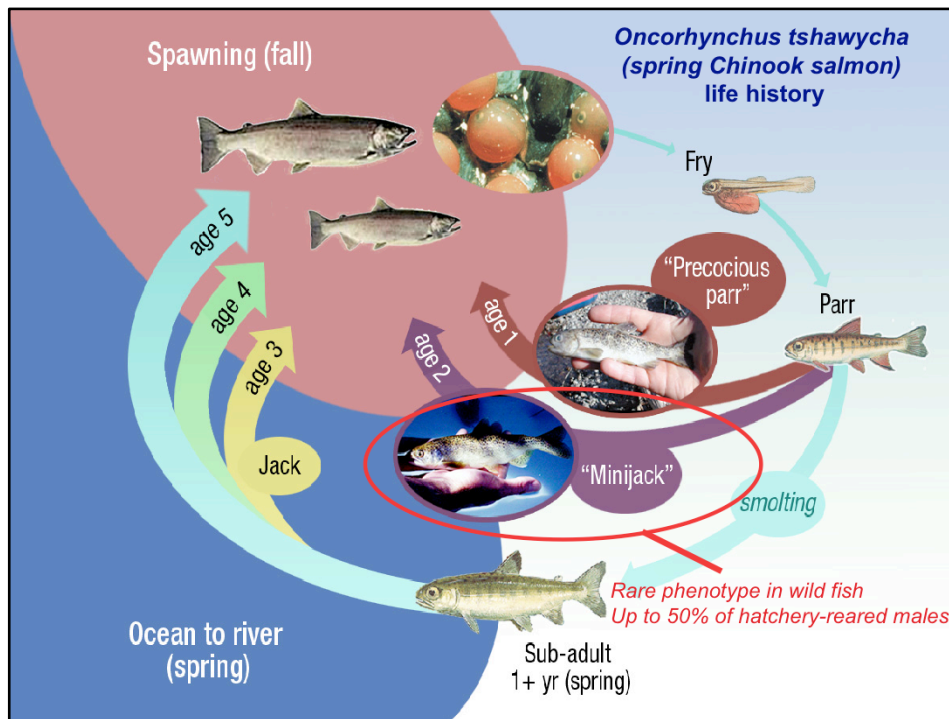 Spawning (fall)
Oncorhynchus tshawycha
(spring Chinook salmon)
life history
Fry
"Precocious
parr"
Parr
age 5
age 4
age 3
age 2
age 1
Jack
"Minijack"
smolting
Rare phenotype in wild fish
Up to 50% of hatchery-reared males
Ocean to river
(spring)
Sub-adult
1+ yr (spring)